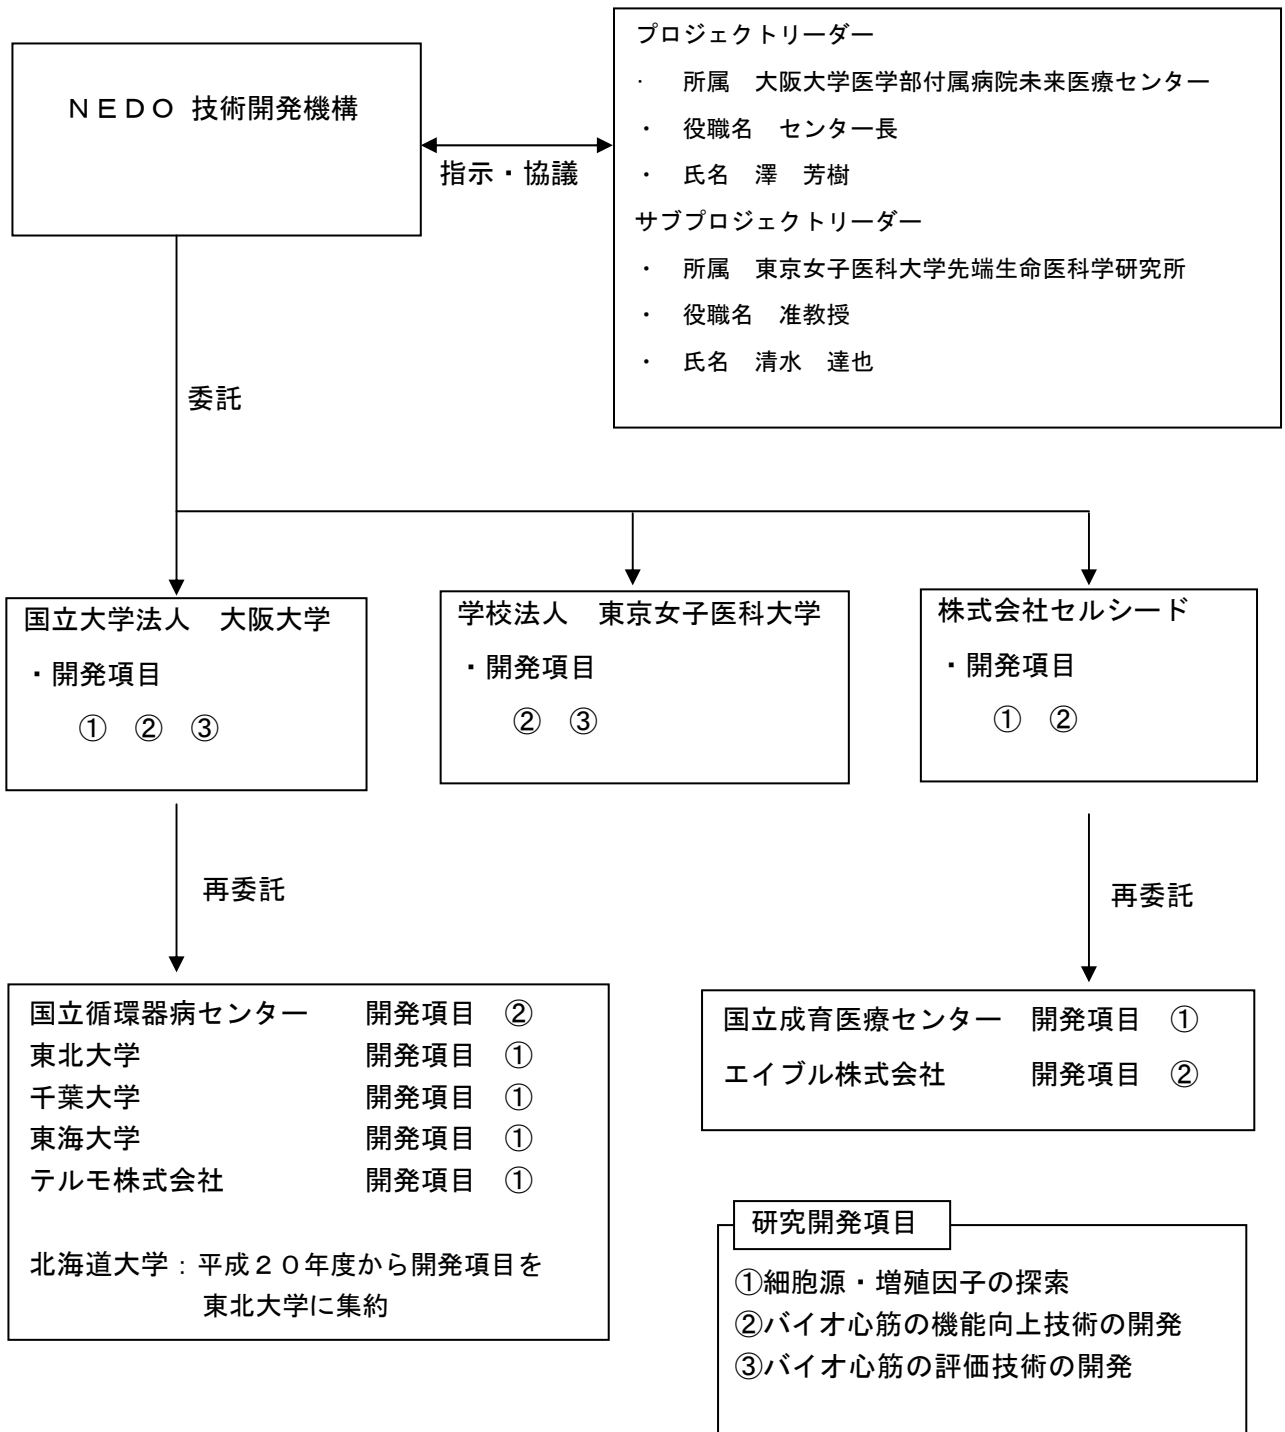 NEDO 技術開発機構
指示・協議
プロジェクトリーダー
・ 所属 大阪大学医学部付属病院未来医療センター
・ 役職名 センター長
・ 氏名 澤 芳樹
サブプロジェクトリーダー
・ 所属 東京女子医科大学先端生命医科学研究所
・ 役職名 准教授
・ 氏名 清水 達也
委託
国立大学法人 大阪大学
・開発項目
① ② ③
学校法人 東京女子医科大学
・開発項目
② ③
株式会社セルシード
・開発項目
① ②
再委託
再委託
国立循環器病センター 開発項目 ②
東北大学 開発項目 ①
千葉大学 開発項目 ①
東海大学 開発項目 ①
テルモ株式会社 開発項目 ①
北海道大学：平成２０年度から開発項目を
東北大学に集約
国立成育医療センター 開発項目 ①
エイブル株式会社 開発項目 ②
研究開発項目
①細胞源・増殖因子の探索
②バイオ心筋の機能向上技術の開発
③バイオ心筋の評価技術の開発